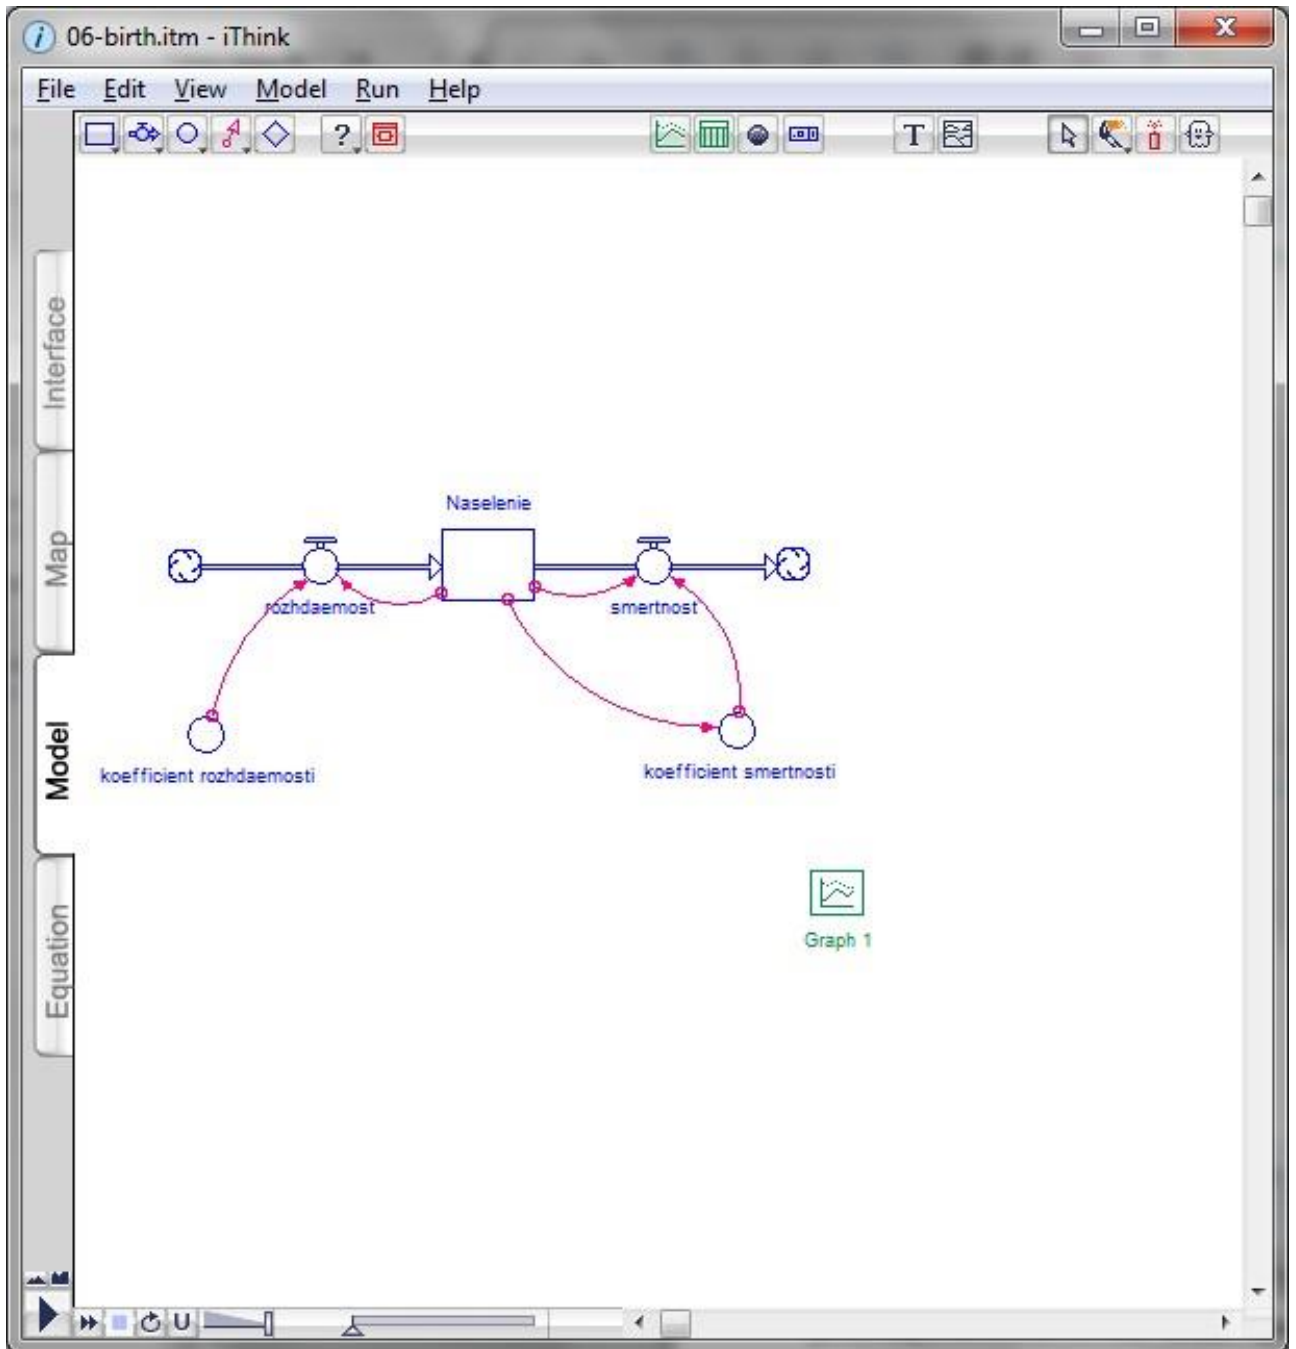 06-birth.itm - iThink
File Edit View Model Run Help
? T
Interface
Map
Model
Equation
Naselenie
rozhdaemost
smertnost
koefficient rozhdaemosti
koefficient smertnosti
Graph 1
U